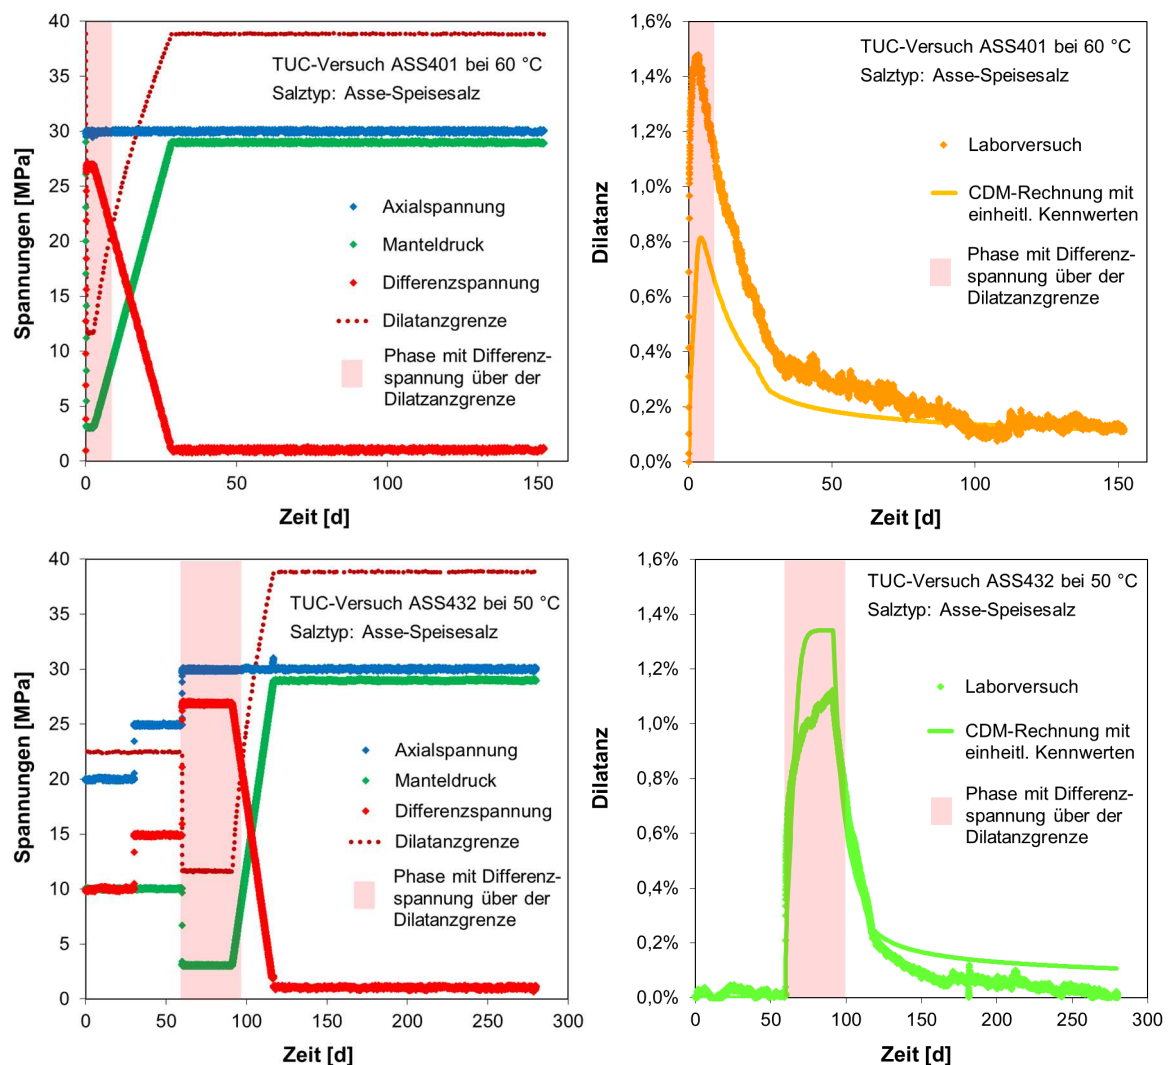 40
35
30
25
20
15
10
5
0
Spannungen [MPa]
TUC-Versuch ASS401 bei 60 °C
Salztyp: Asse-Speisesalz
Axialspannung
Manteldruck
Differenzspannung
Dilatanzgrenze
Phase mit Differenz-
spannung über der
Dilatzanzgrenze
0
50
100
150
Zeit [d]
1,6%
1,4%
1,2%
1,0%
0,8%
0,6%
0,4%
0,2%
0,0%
Dilatanz
TUC-Versuch ASS401 bei 60 °C
Salztyp: Asse-Speisesalz
Laborversuch
CDM-Rechnung mit
einheitl. Kennwerten
Phase mit Differenz-
spannung über der
Dilatzanzgrenze
0
50
100
150
Zeit [d]
40
35
30
25
20
15
10
5
0
Spannungen [MPa]
TUC-Versuch ASS432 bei 50 °C
Salztyp: Asse-Speisesalz
Axialspannung
Manteldruck
Differenzspannung
Dilatanzgrenze
Phase mit Differenz-
spannung über der
Dilatanzgrenze
0
50
100
150
200
250
300
Zeit [d]
1,6%
1,4%
1,2%
1,0%
0,8%
0,6%
0,4%
0,2%
0,0%
Dilatanz
TUC-Versuch ASS432 bei 50 °C
Salztyp: Asse-Speisesalz
Laborversuch
CDM-Rechnung mit
einheitl. Kennwerten
Phase mit Differenz-
spannung über der
Dilatanzgrenze
0
50
100
150
200
250
300
Zeit [d]